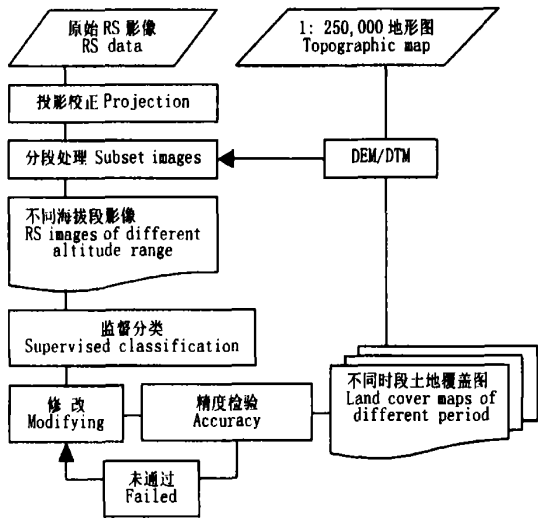 原始 RS 影像
RS data
1: 250,000 地形图
Topographic map
投影校正 Projection
分段处理 Subset images
DEM/DTM
不同海拔段影像
RS images of different
altitude range
监督分类
Supervised classification
修 改
Modifying
精度检验
Accuracy
不同时段土地覆盖图
Land cover maps of
different period
未通过
Failed